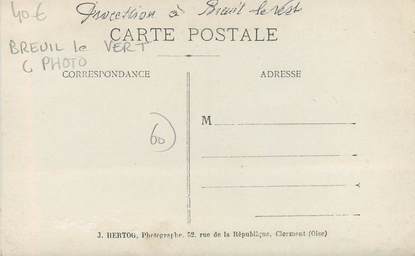 40€ Procession à Breuil le vert
CARTE POSTALE
BREUIL le VERT
C PHOTO
CORRESPONDANCE
ADRESSE
60
M
J. HERTOG, Photographe, 52, rue de la République, Clermont (Oise)